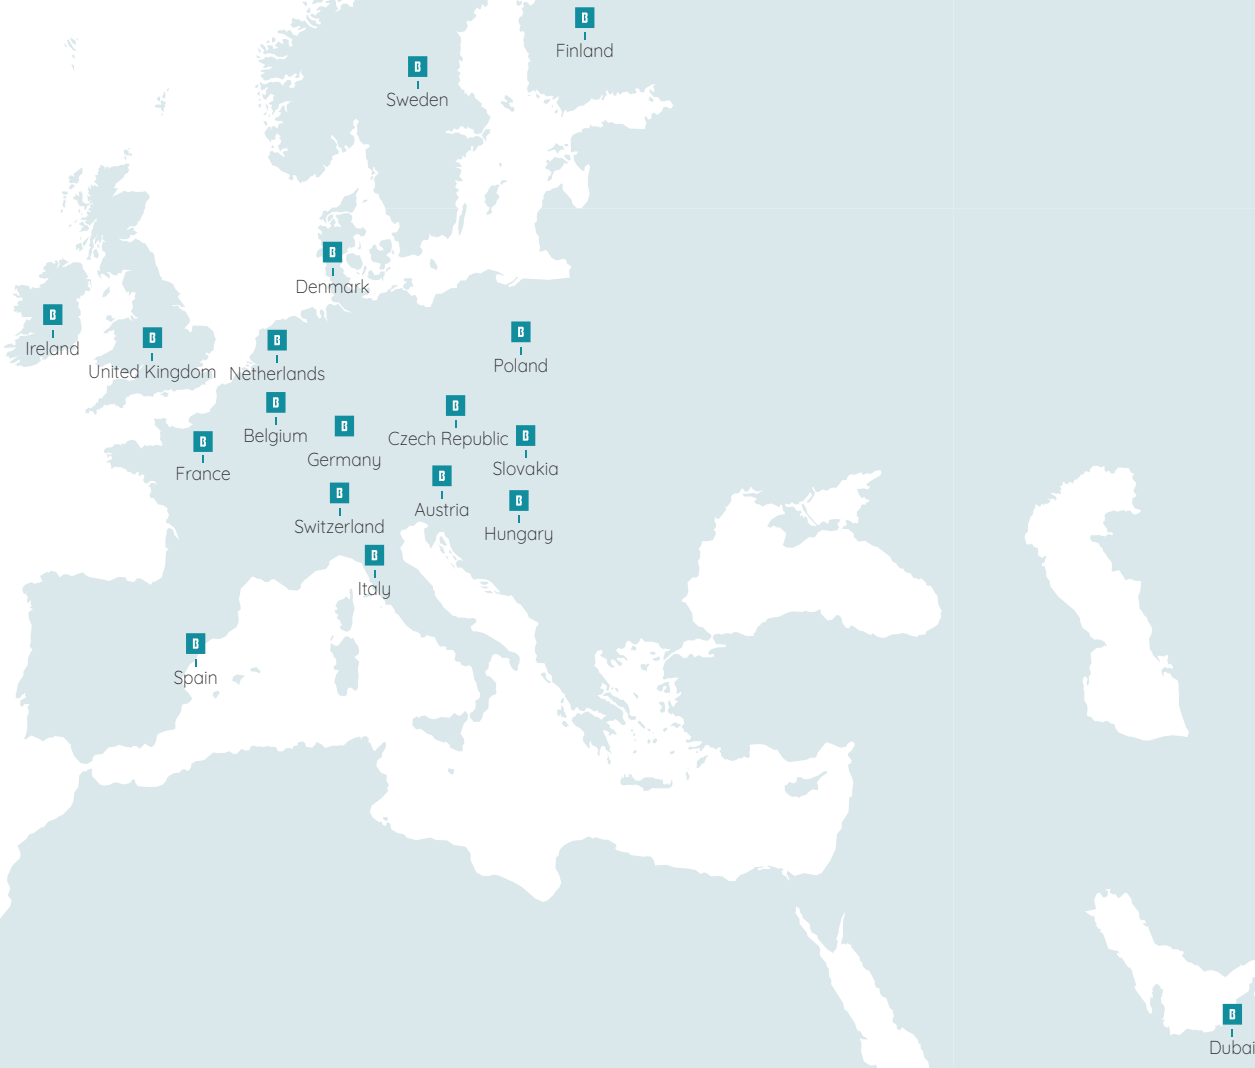 Finland
Sweden
Denmark
Ireland
United Kingdom
Netherlands
Poland
Belgium
Czech Republic
Germany
France
Slovakia
Austria
Switzerland
Hungary
Italy
Spain
Dubai